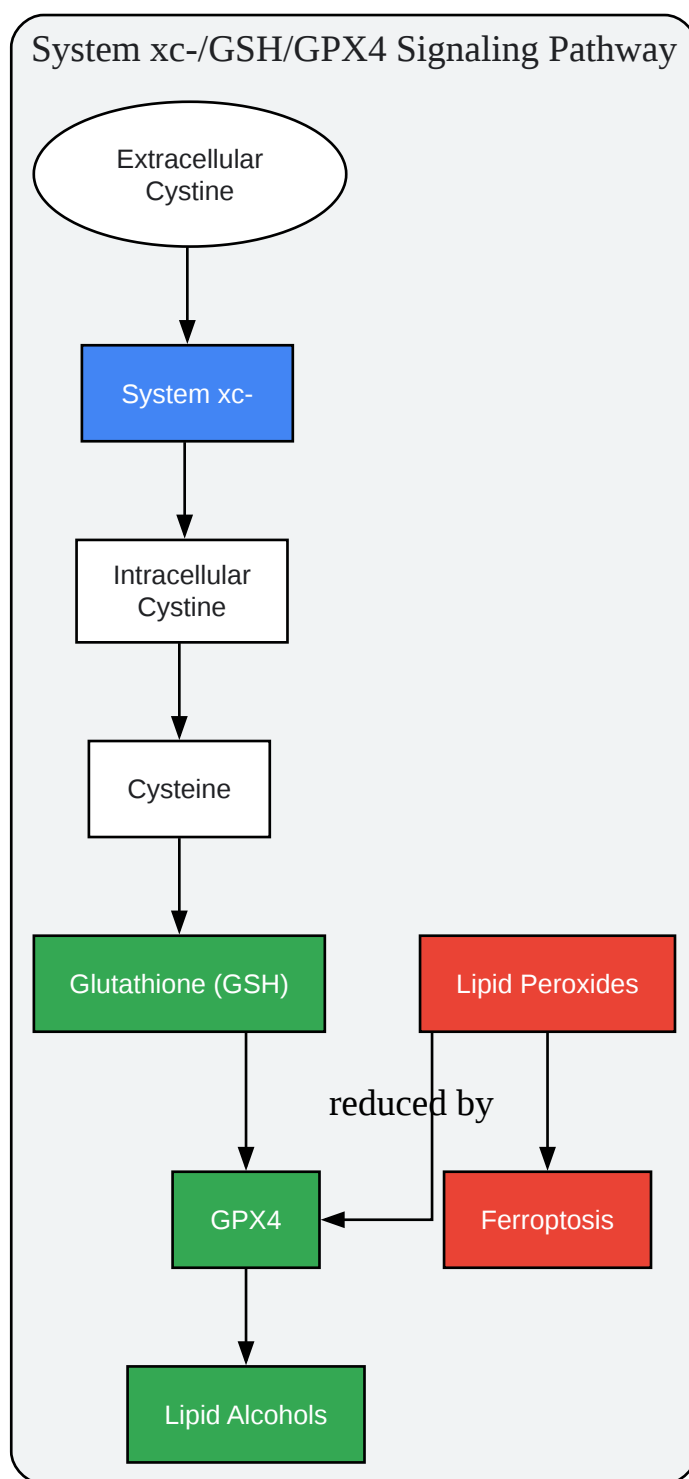 System xc-/GSH/GPX4 Signaling Pathway
Extracellular
Cystine
System xc-
Intracellular
Cystine
Cysteine
Glutathione (GSH)
Lipid Peroxides
reduced by
GPX4
Ferroptosis
Lipid Alcohols